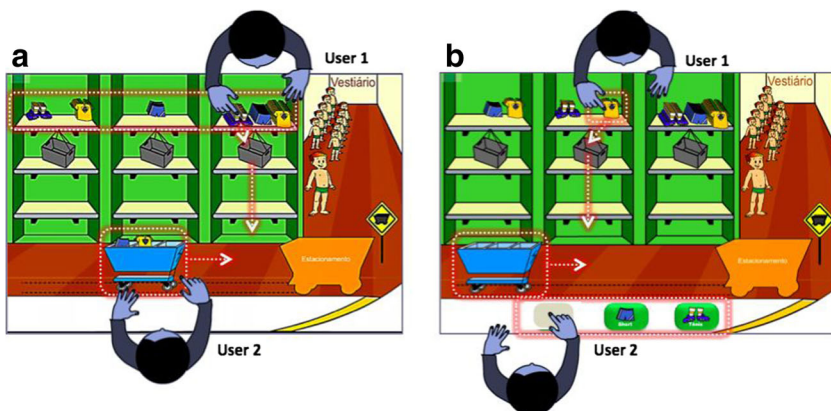 a
User 1
Vestiário
Estacionamento
User 2
b
User 1
Vestiário
Estacionamento
Short
Tênis
User 2